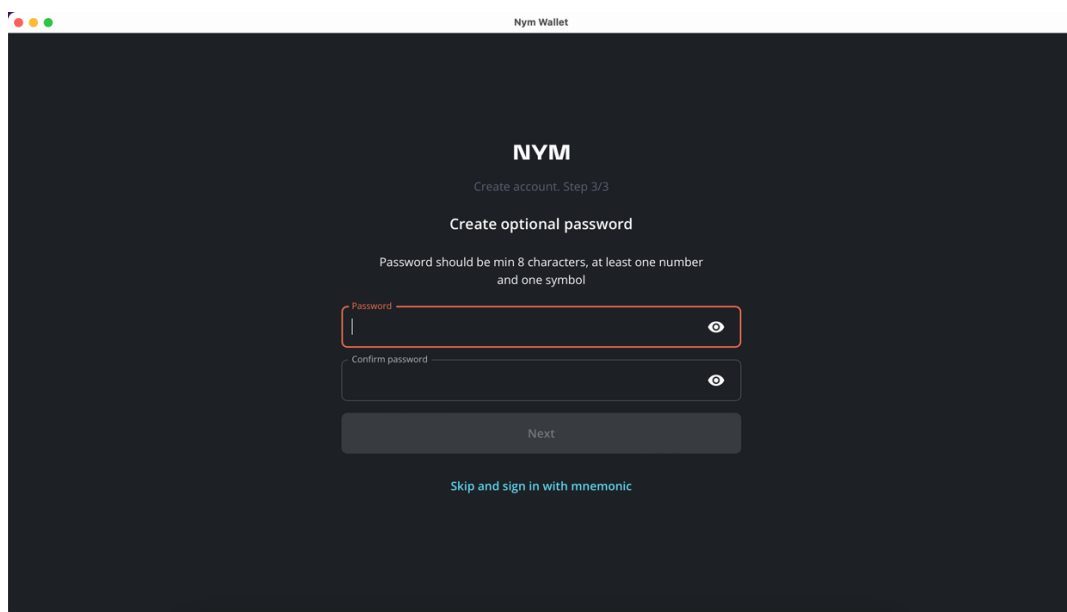 Nym Wallet
NYM
Create account. Step 3/3
Create optional password
Password should be min 8 characters, at least one number
and one symbol
Password
Confirm password
Next
Skip and sign in with mnemonic